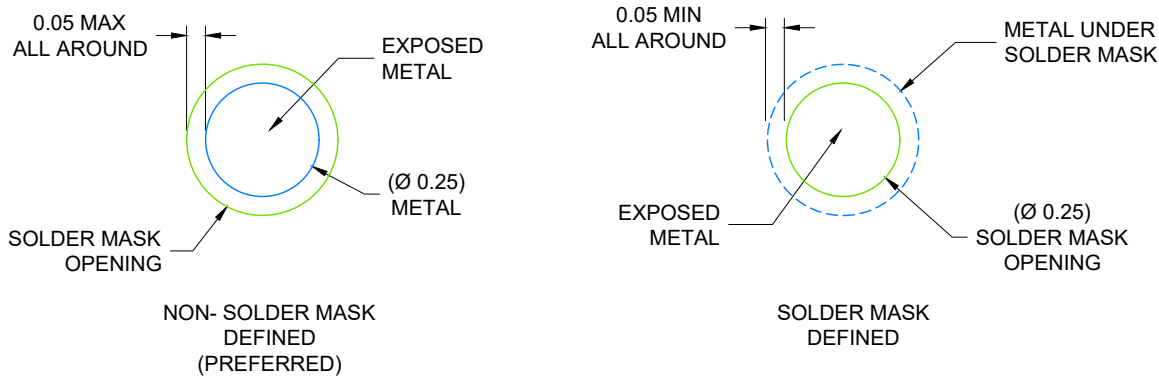 0.05 MAX
ALL AROUND
EXPOSED
METAL
(Ø 0.25)
METAL
SOLDER MASK
OPENING
NON- SOLDER MASK
DEFINED
(PREFERRED)
0.05 MIN
ALL AROUND
METAL UNDER
SOLDER MASK
EXPOSED
METAL
(Ø 0.25)
SOLDER MASK
OPENING
SOLDER MASK
DEFINED